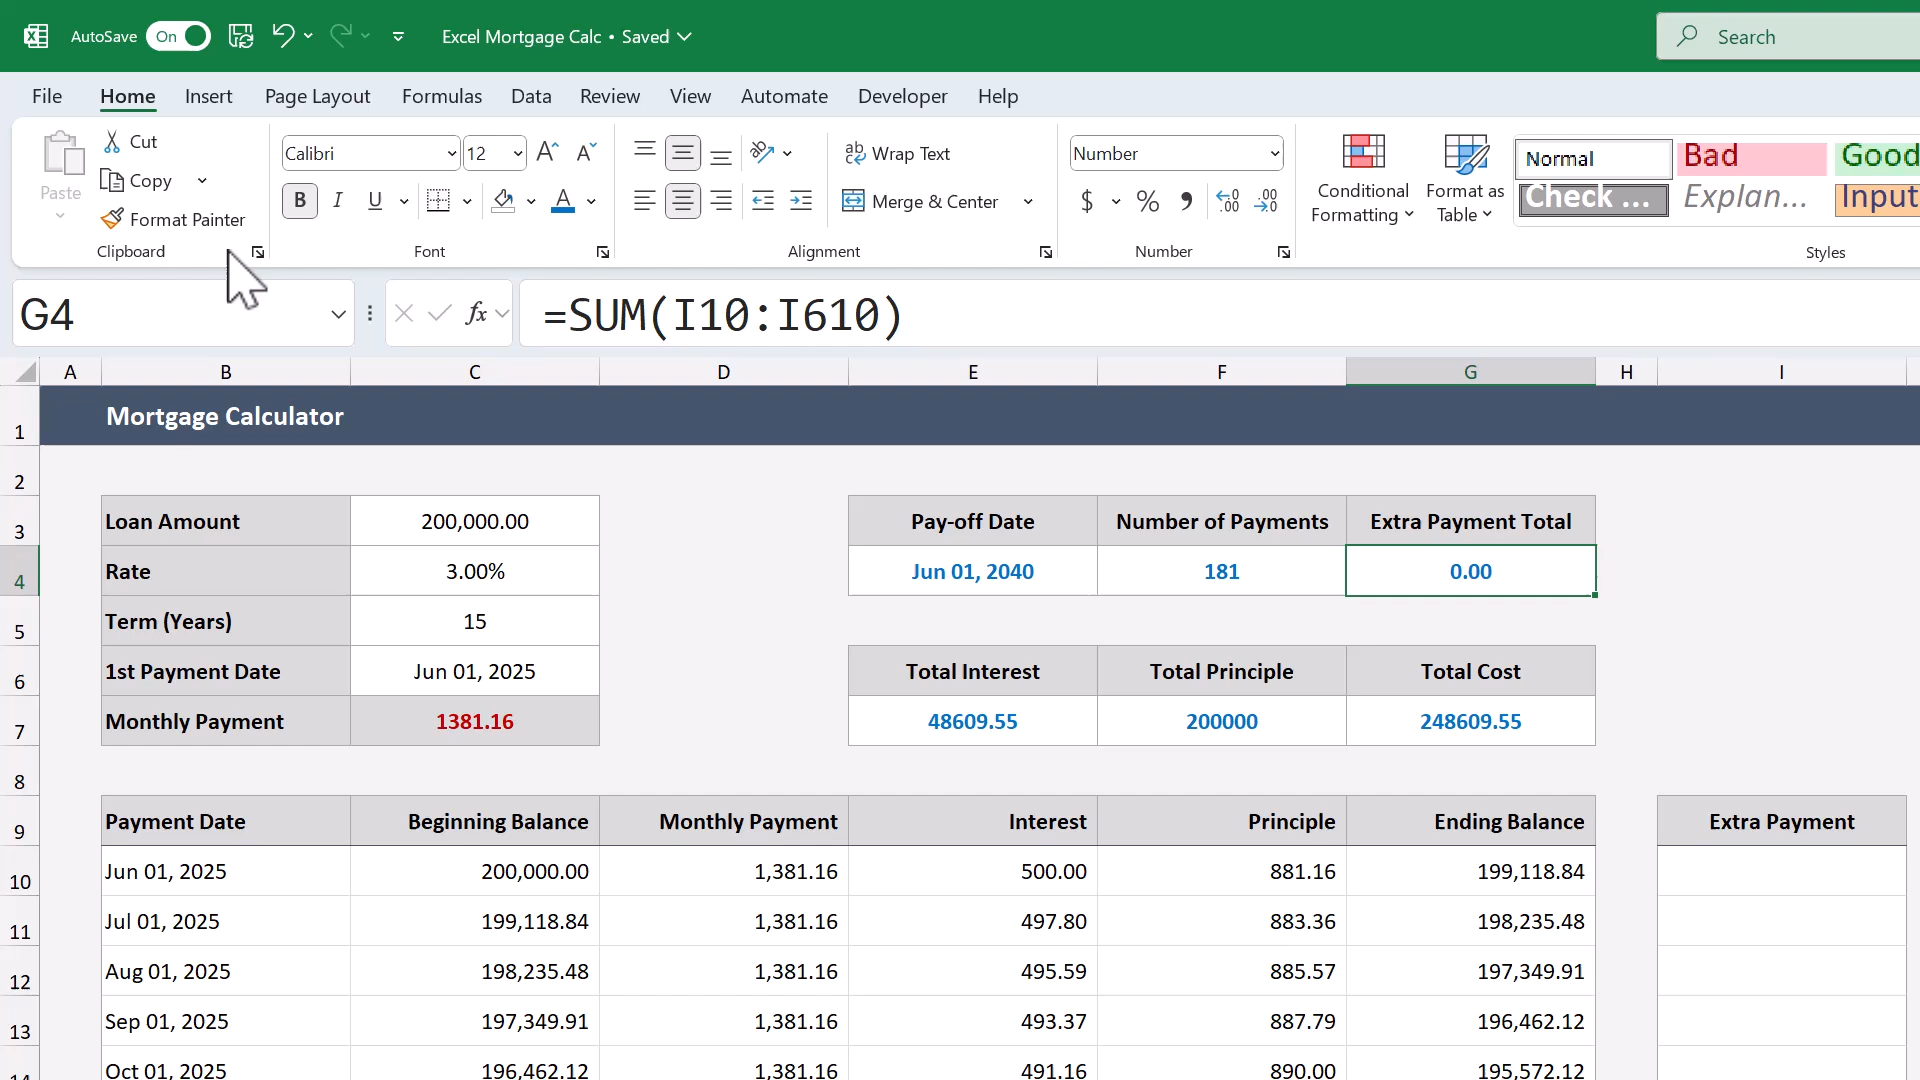 AutoSave On Excel Mortgage Calc • Saved Search
File Home Insert Page Layout Formulas Data Review View Automate Developer Help
Paste Cut Copy Format Painter Clipboard
Calibri 12 B I U A Font
ab Wrap Text Merge & Center Alignment
Number $ % 9 .00 .00 Number
Conditional Formatting Format as Table
Normal Bad Good
Check ... Explan... Input
Styles
G4 fx =SUM(I10:I610)
A B C D E F G H I
1 Mortgage Calculator
2
3 Loan Amount 200,000.00 Pay-off Date Number of Payments Extra Payment Total
4 Rate 3.00% Jun 01, 2040 181 0.00
5 Term (Years) 15
6 1st Payment Date Jun 01, 2025 Total Interest Total Principle Total Cost
7 Monthly Payment 1381.16 48609.55 200000 248609.55
8
9 Payment Date Beginning Balance Monthly Payment Interest Principle Ending Balance Extra Payment
10 Jun 01, 2025 200,000.00 1,381.16 500.00 881.16 199,118.84
11 Jul 01, 2025 199,118.84 1,381.16 497.80 883.36 198,235.48
12 Aug 01, 2025 198,235.48 1,381.16 495.59 885.57 197,349.91
13 Sep 01, 2025 197,349.91 1,381.16 493.37 887.79 196,462.12
14 Oct 01, 2025 196,462.12 1,381.16 491.16 890.00 195,572.12